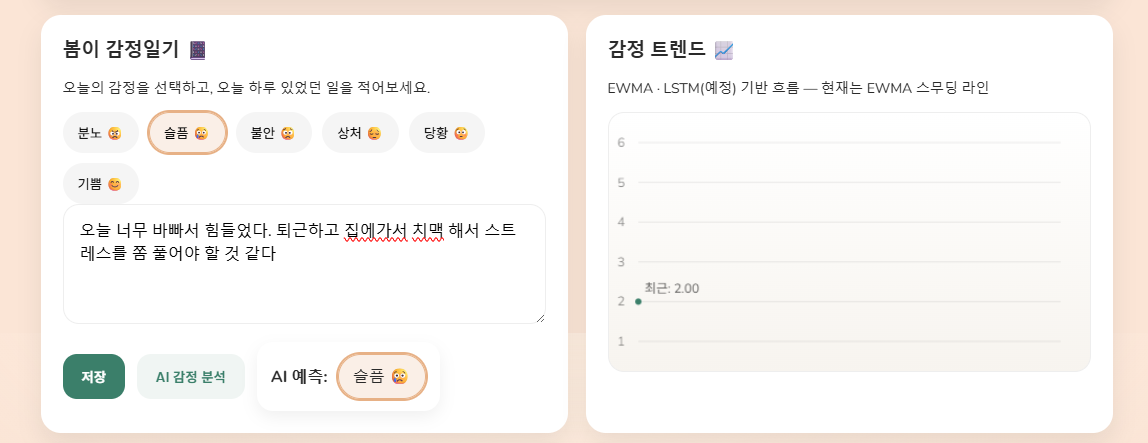 봄이 감정일기 📓
오늘의 감정을 선택하고, 오늘 하루 있었던 일을 적어보세요.
분노 😡 슬픔 😢 불안 😰 상처 🥲 당황 😳
기쁨 😊
오늘 너무 바빠서 힘들었다. 퇴근하고 집에가서 치맥 해서 스트
레스를 쫌 풀어야 할 것 같다
저장 AI 감정 분석 AI 예측: 슬픔 😢
감정 트렌드 📈
EWMA · LSTM(예정) 기반 흐름 — 현재는 EWMA 스무딩 라인
6
5
4
3
최근: 2.00
2
1